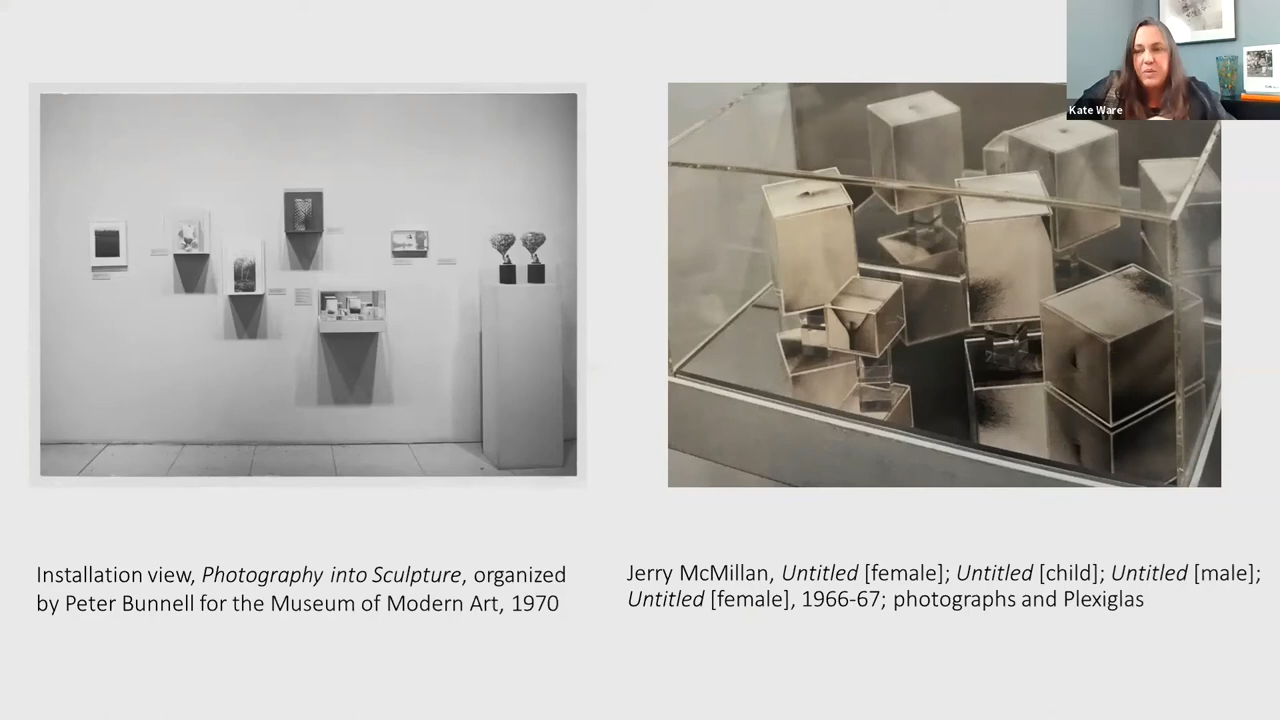 Kate Ware
Installation view, Photography into Sculpture, organized
by Peter Bunnell for the Museum of Modern Art, 1970
Jerry McMillan, Untitled [female]; Untitled [child]; Untitled [male];
Untitled [female], 1966-67; photographs and Plexiglas